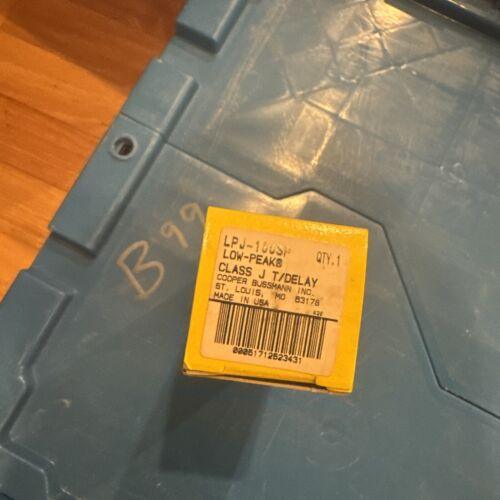 B99
LPJ-100SP QTY.1
LOW-PEAK®
CLASS J T/DELAY
COOPER BUSSMANN INC.
ST. LOUIS, MO 63178
MADE IN USA
00051712523431